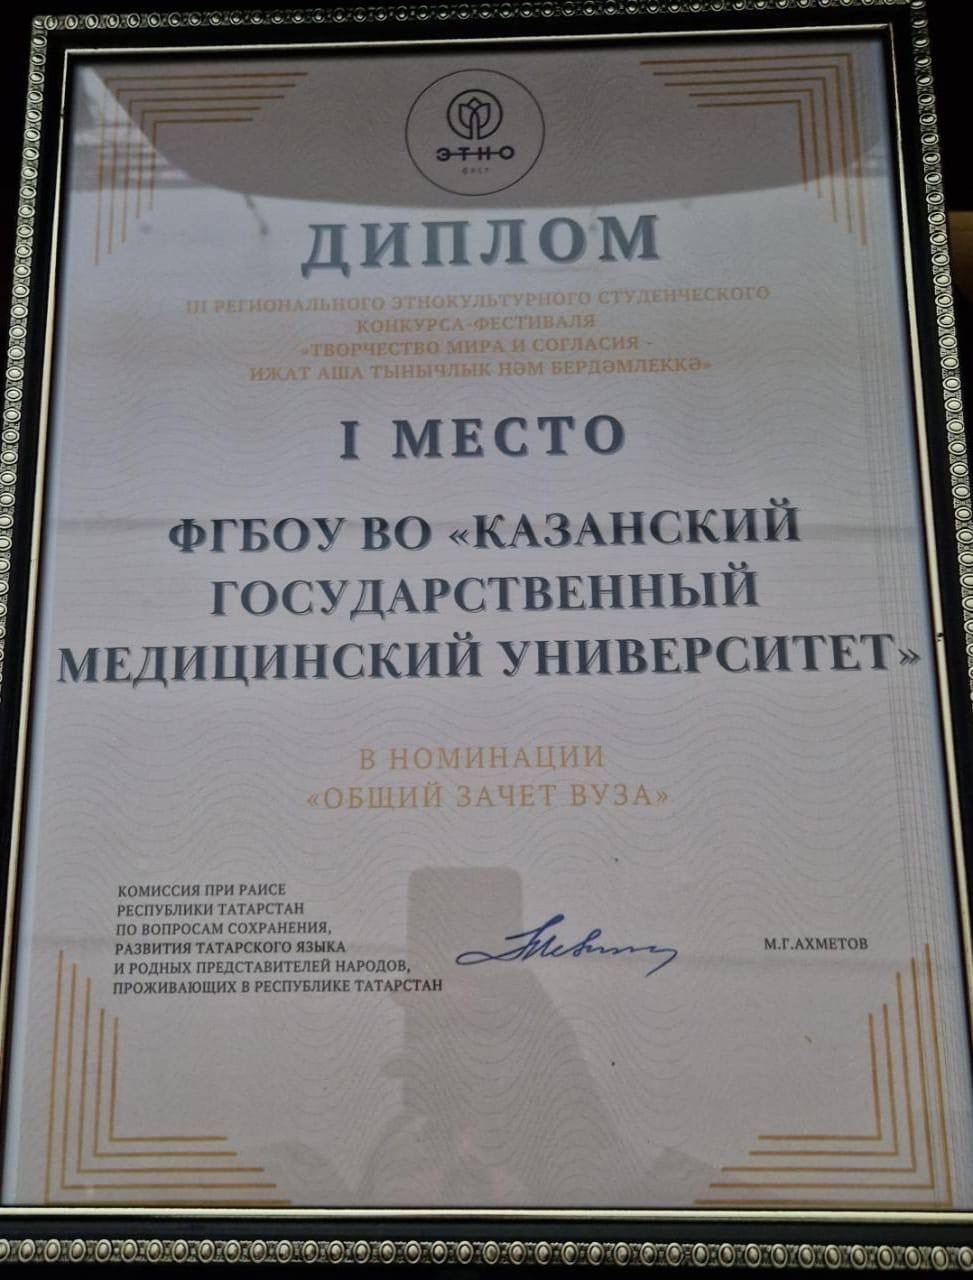 ЭТНО
фест
ДИПЛОМ
III РЕГИОНАЛЬНОГО ЭТНОКУЛЬТУРНОГО СТУДЕНЧЕСКОГО
КОНКУРСА-ФЕСТИВАЛЯ
«ТВОРЧЕСТВО МИРА И СОГЛАСИЯ -
ИЖАТ АША ТЫНЫЧЛЫК НӘМ БЕРДӘМЛЕККӘ»
I МЕСТО
ФГБОУ ВО «КАЗАНСКИЙ
ГОСУДАРСТВЕННЫЙ
МЕДИЦИНСКИЙ УНИВЕРСИТЕТ»
В НОМИНАЦИИ
«ОБЩИЙ ЗАЧЕТ ВУЗА»
КОМИССИЯ ПРИ РАИСЕ
РЕСПУБЛИКИ ТАТАРСТАН
ПО ВОПРОСАМ СОХРАНЕНИЯ,
РАЗВИТИЯ ТАТАРСКОГО ЯЗЫКА
И РОДНЫХ ПРЕДСТАВИТЕЛЕЙ НАРОДОВ,
ПРОЖИВАЮЩИХ В РЕСПУБЛИКЕ ТАТАРСТАН
М.Г.АХМЕТОВ